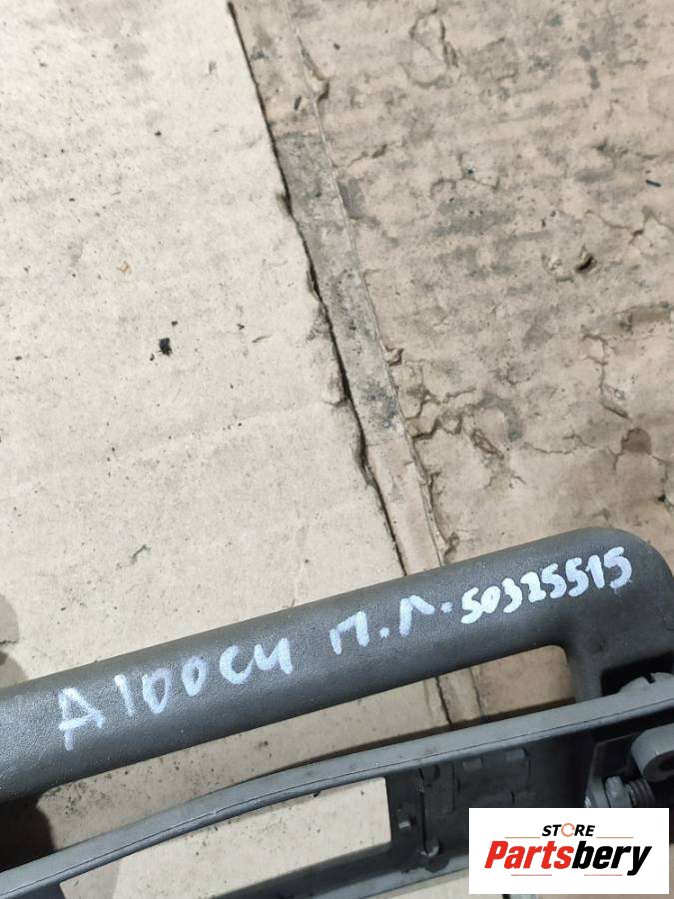 A100C4 П.Л. 50325515
STORE
Partsbery